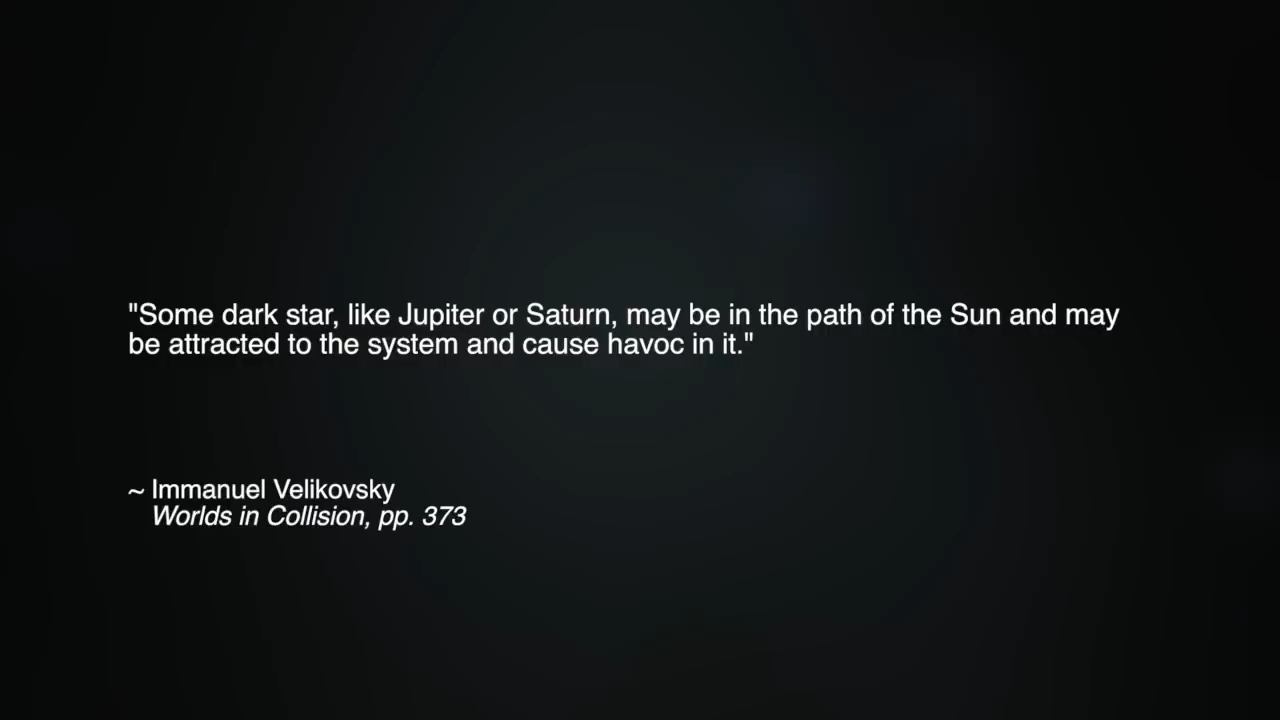 "Some dark star, like Jupiter or Saturn, may be in the path of the Sun and may
be attracted to the system and cause havoc in it."
~ Immanuel Velikovsky
Worlds in Collision, pp. 373